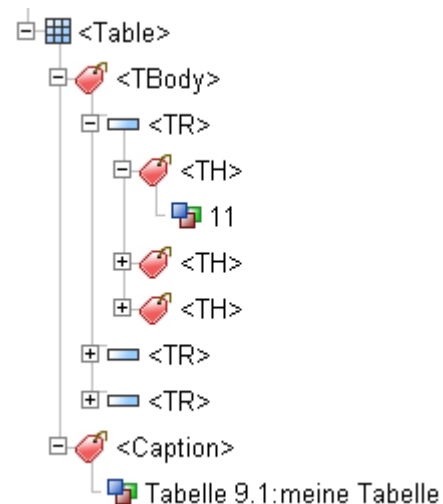 <Table>
<TBody>
<TR>
<TH>
11
<TH>
<TH>
<TR>
<TR>
<Caption>
Tabelle 9.1:meine Tabelle